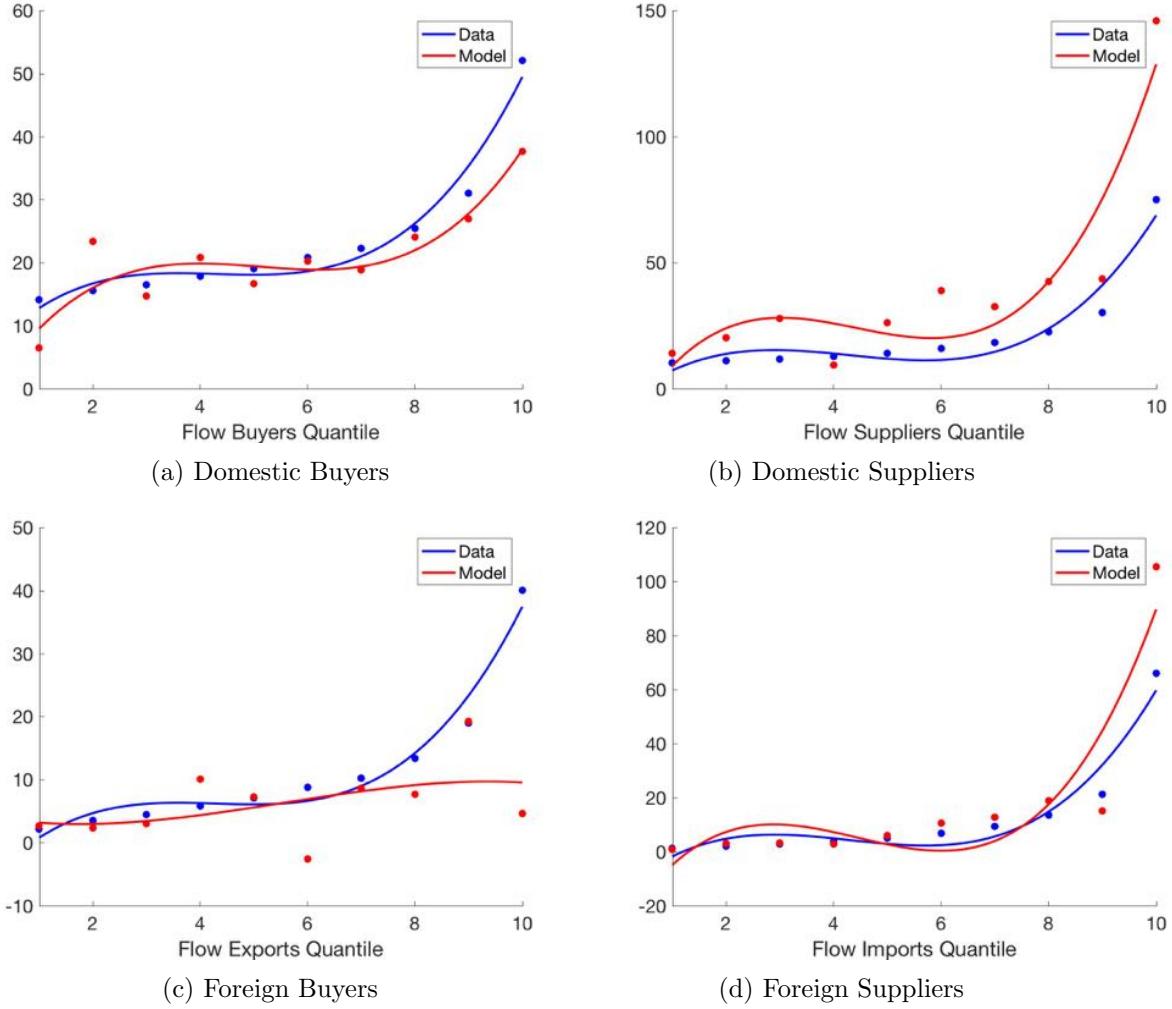 60
50
40
30
20
10
0
Data
Model
2 4 6 8 10
Flow Buyers Quantile
(a) Domestic Buyers
150
100
50
0
Data
Model
2 4 6 8 10
Flow Suppliers Quantile
(b) Domestic Suppliers
50
40
30
20
10
0
-10
Data
Model
2 4 6 8 10
Flow Exports Quantile
(c) Foreign Buyers
120
100
80
60
40
20
0
-20
Data
Model
2 4 6 8 10
Flow Imports Quantile
(d) Foreign Suppliers